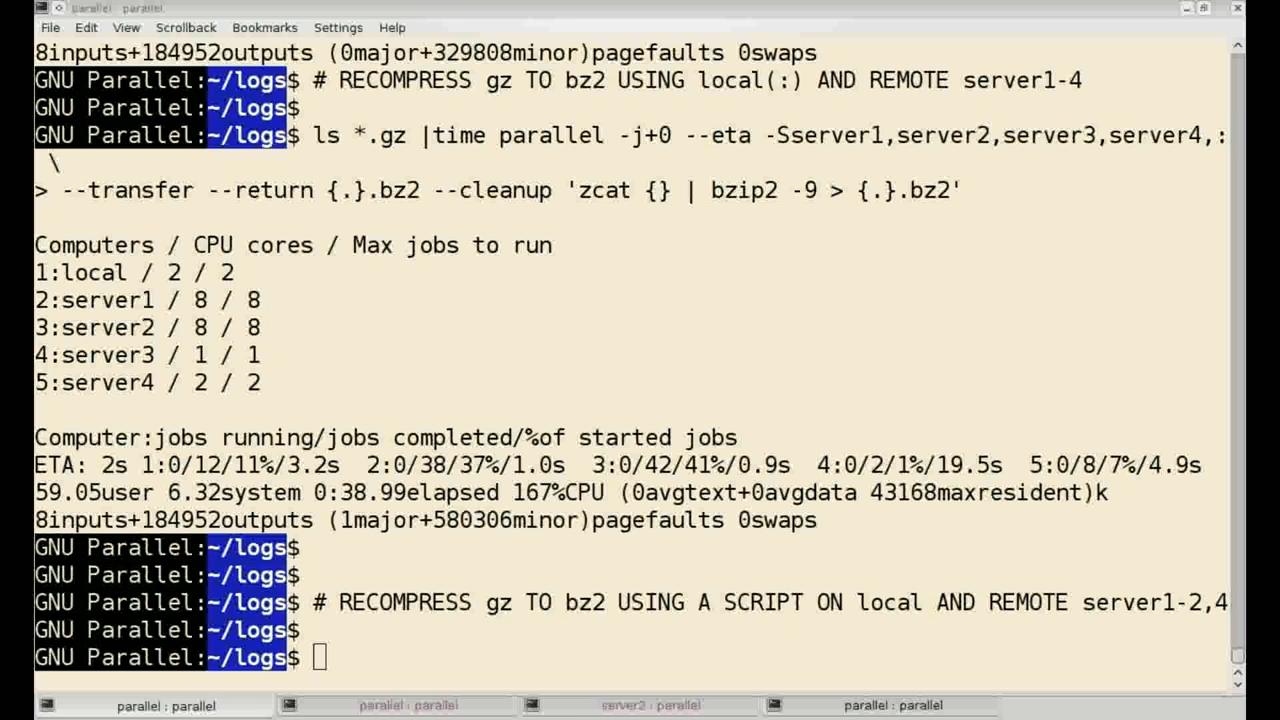 parallel : parallel
File Edit View Scrollback Bookmarks Settings Help
8inputs+184952outputs (0major+329808minor)pagefaults 0swaps
GNU Parallel:~/logs$ # RECOMPRESS gz TO bz2 USING local(:) AND REMOTE server1-4
GNU Parallel:~/logs$
GNU Parallel:~/logs$ ls *.gz |time parallel -j+0 --eta -Sserver1,server2,server3,server4,:
\
> --transfer --return {.}.bz2 --cleanup 'zcat {} | bzip2 -9 > {.}.bz2'
Computers / CPU cores / Max jobs to run
1:local / 2 / 2
2:server1 / 8 / 8
3:server2 / 8 / 8
4:server3 / 1 / 1
5:server4 / 2 / 2
Computer:jobs running/jobs completed/%of started jobs
ETA: 2s 1:0/12/11%/3.2s 2:0/38/37%/1.0s 3:0/42/41%/0.9s 4:0/2/1%/19.5s 5:0/8/7%/4.9s
59.05user 6.32system 0:38.99elapsed 167%CPU (0avgtext+0avgdata 43168maxresident)k
8inputs+184952outputs (1major+580306minor)pagefaults 0swaps
GNU Parallel:~/logs$
GNU Parallel:~/logs$
GNU Parallel:~/logs$ # RECOMPRESS gz TO bz2 USING A SCRIPT ON local AND REMOTE server1-2,4
GNU Parallel:~/logs$
GNU Parallel:~/logs$
parallel : parallel parallel : parallel server2 : parallel parallel : parallel